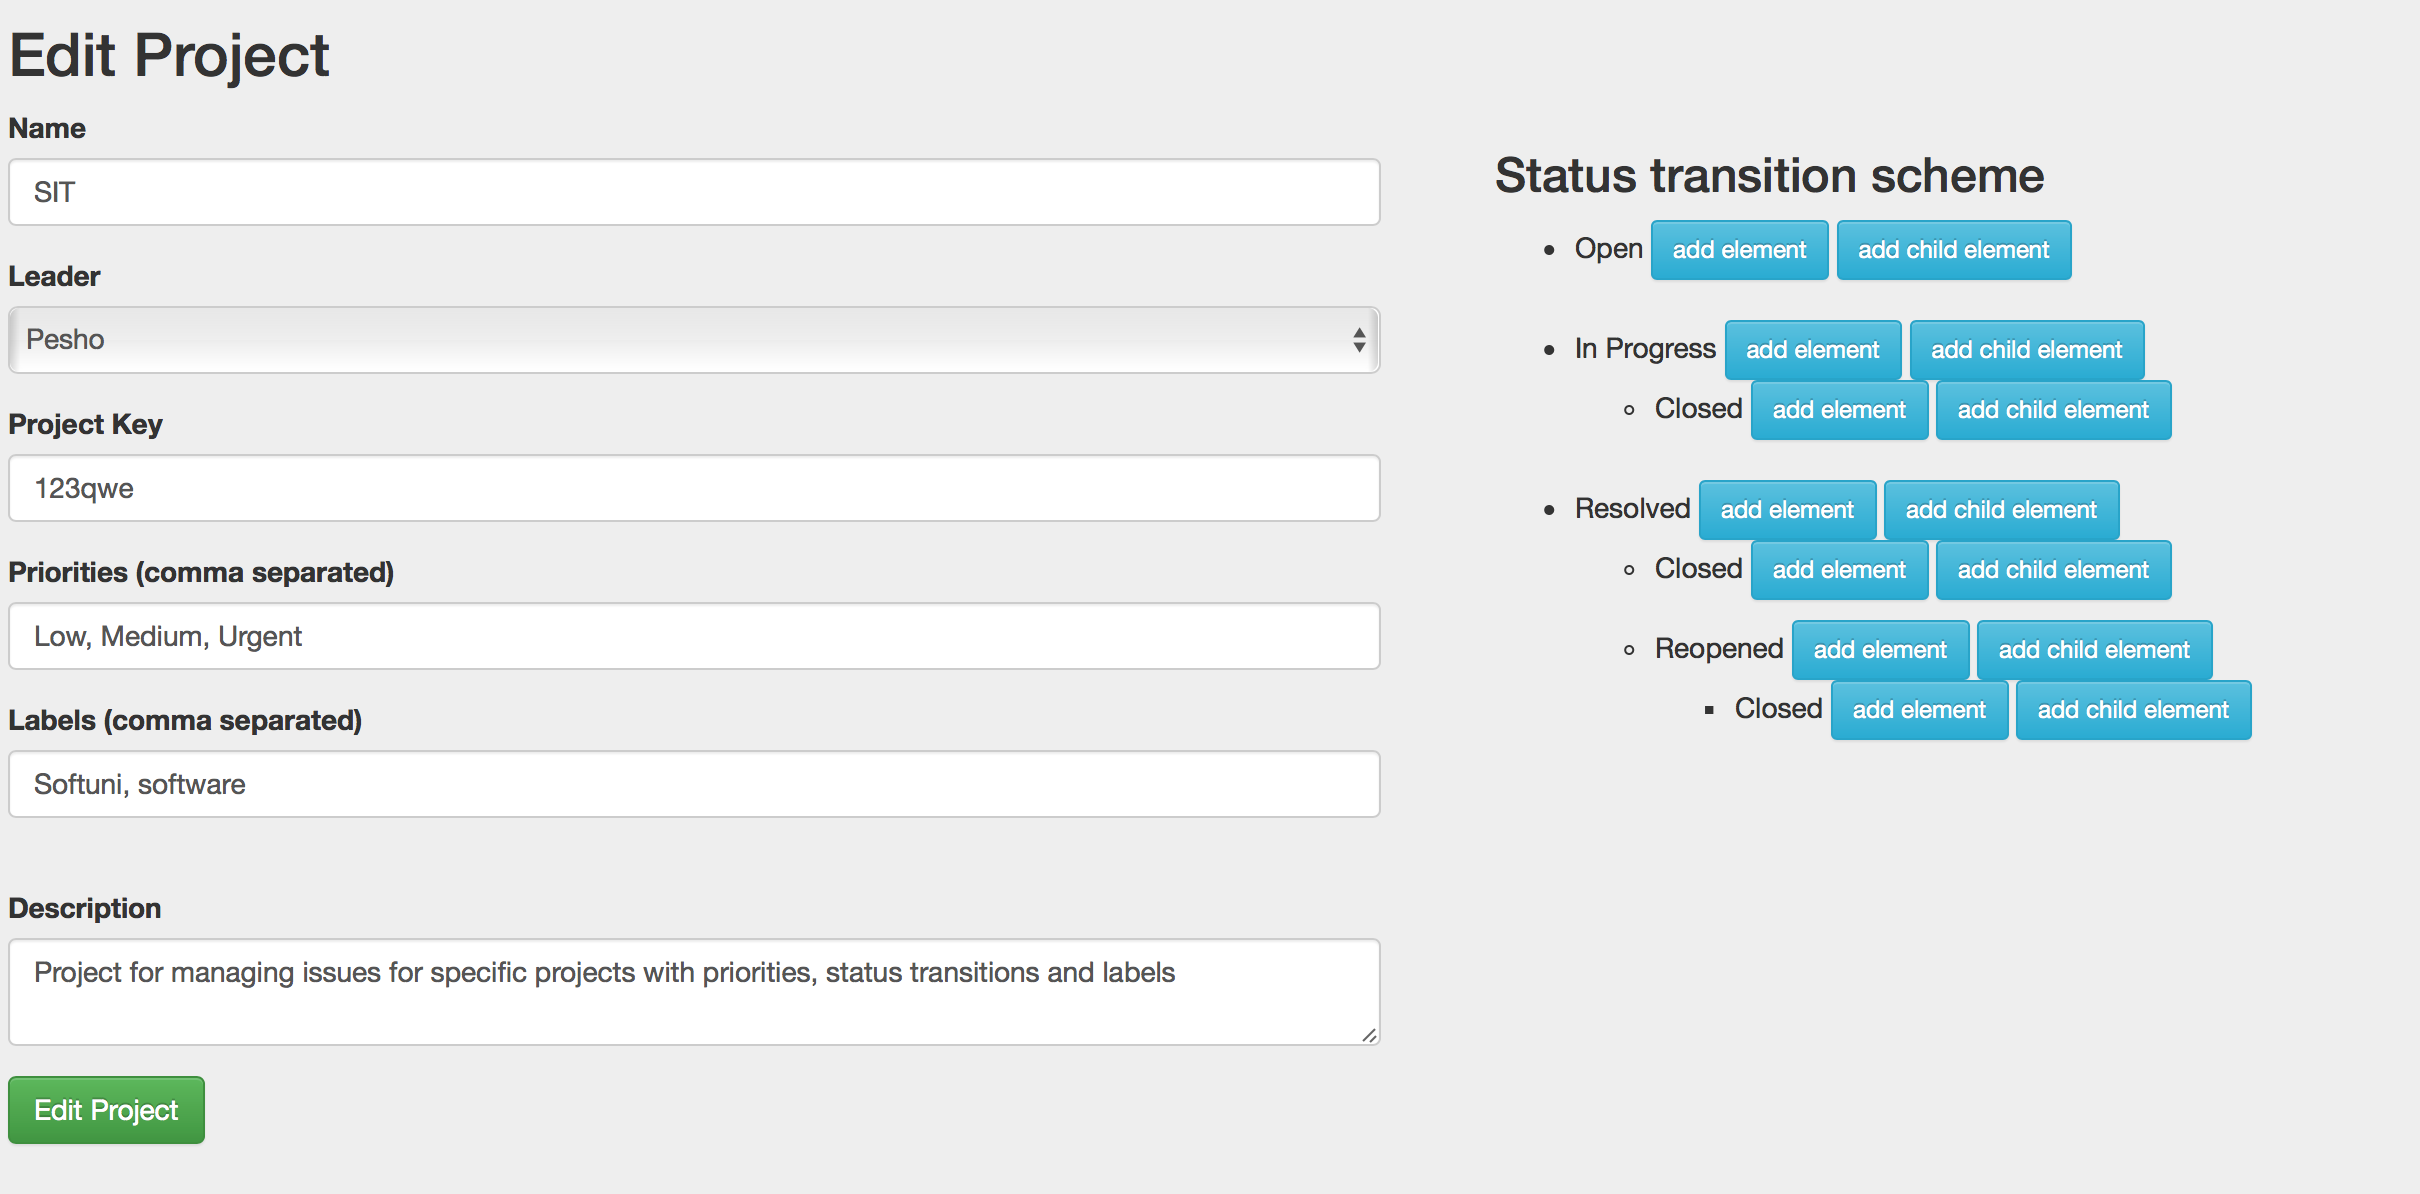 Edit Project
Name
SIT
Leader
Pesho
Project Key
123qwe
Priorities (comma separated)
Low, Medium, Urgent
Labels (comma separated)
Softuni, software
Description
Project for managing issues for specific projects with priorities, status transitions and labels
Edit Project
Status transition scheme
Open add element add child element
In Progress add element add child element
Closed add element add child element
Resolved add element add child element
Closed add element add child element
Reopened add element add child element
Closed add element add child element